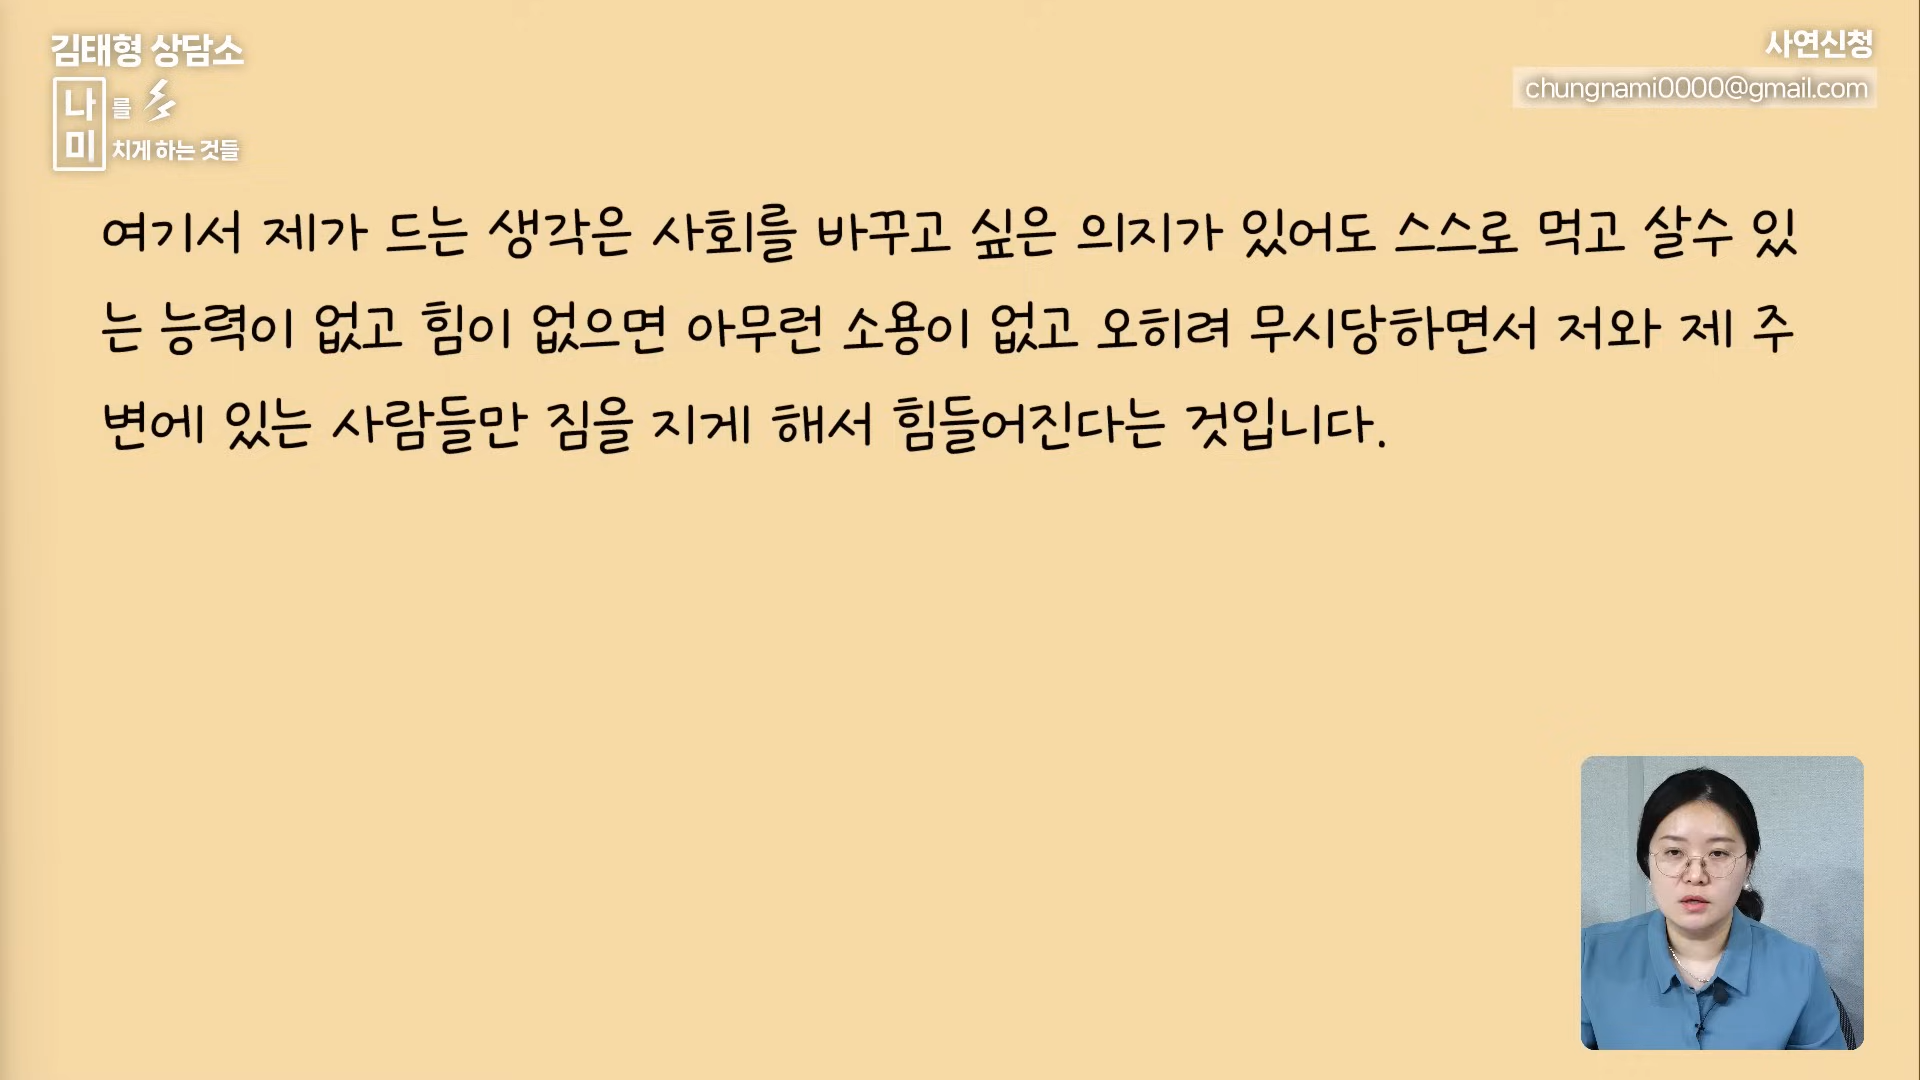 김태형 상담소
나를
미치게 하는 것들
사연신청
chungnami0000@gmail.com
여기서 제가 드는 생각은 사회를 바꾸고 싶은 의지가 있어도 스스로 먹고 살수 있
는 능력이 없고 힘이 없으면 아무런 소용이 없고 오히려 무시당하면서 저와 제 주
변에 있는 사람들만 짐을 지게 해서 힘들어진다는 것입니다.